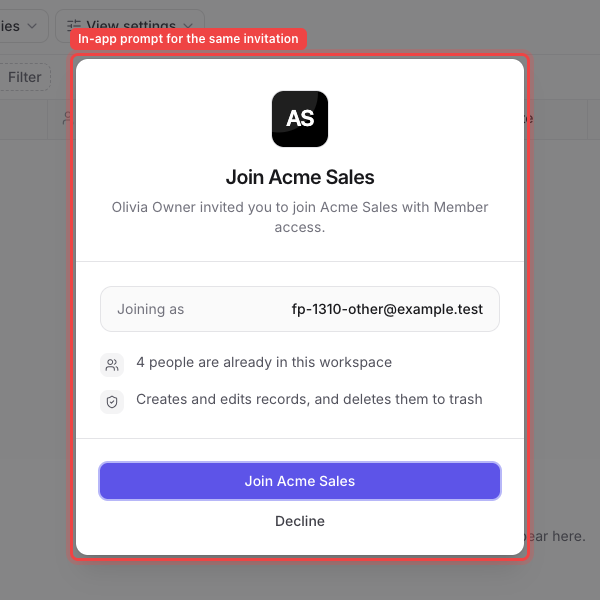 ies
View settings
In-app prompt for the same invitation
Filter
AS
Join Acme Sales
Olivia Owner invited you to join Acme Sales with Member
access.
Joining as
fp-1310-other@example.test
4 people are already in this workspace
Creates and edits records, and deletes them to trash
Join Acme Sales
Decline
ear here.